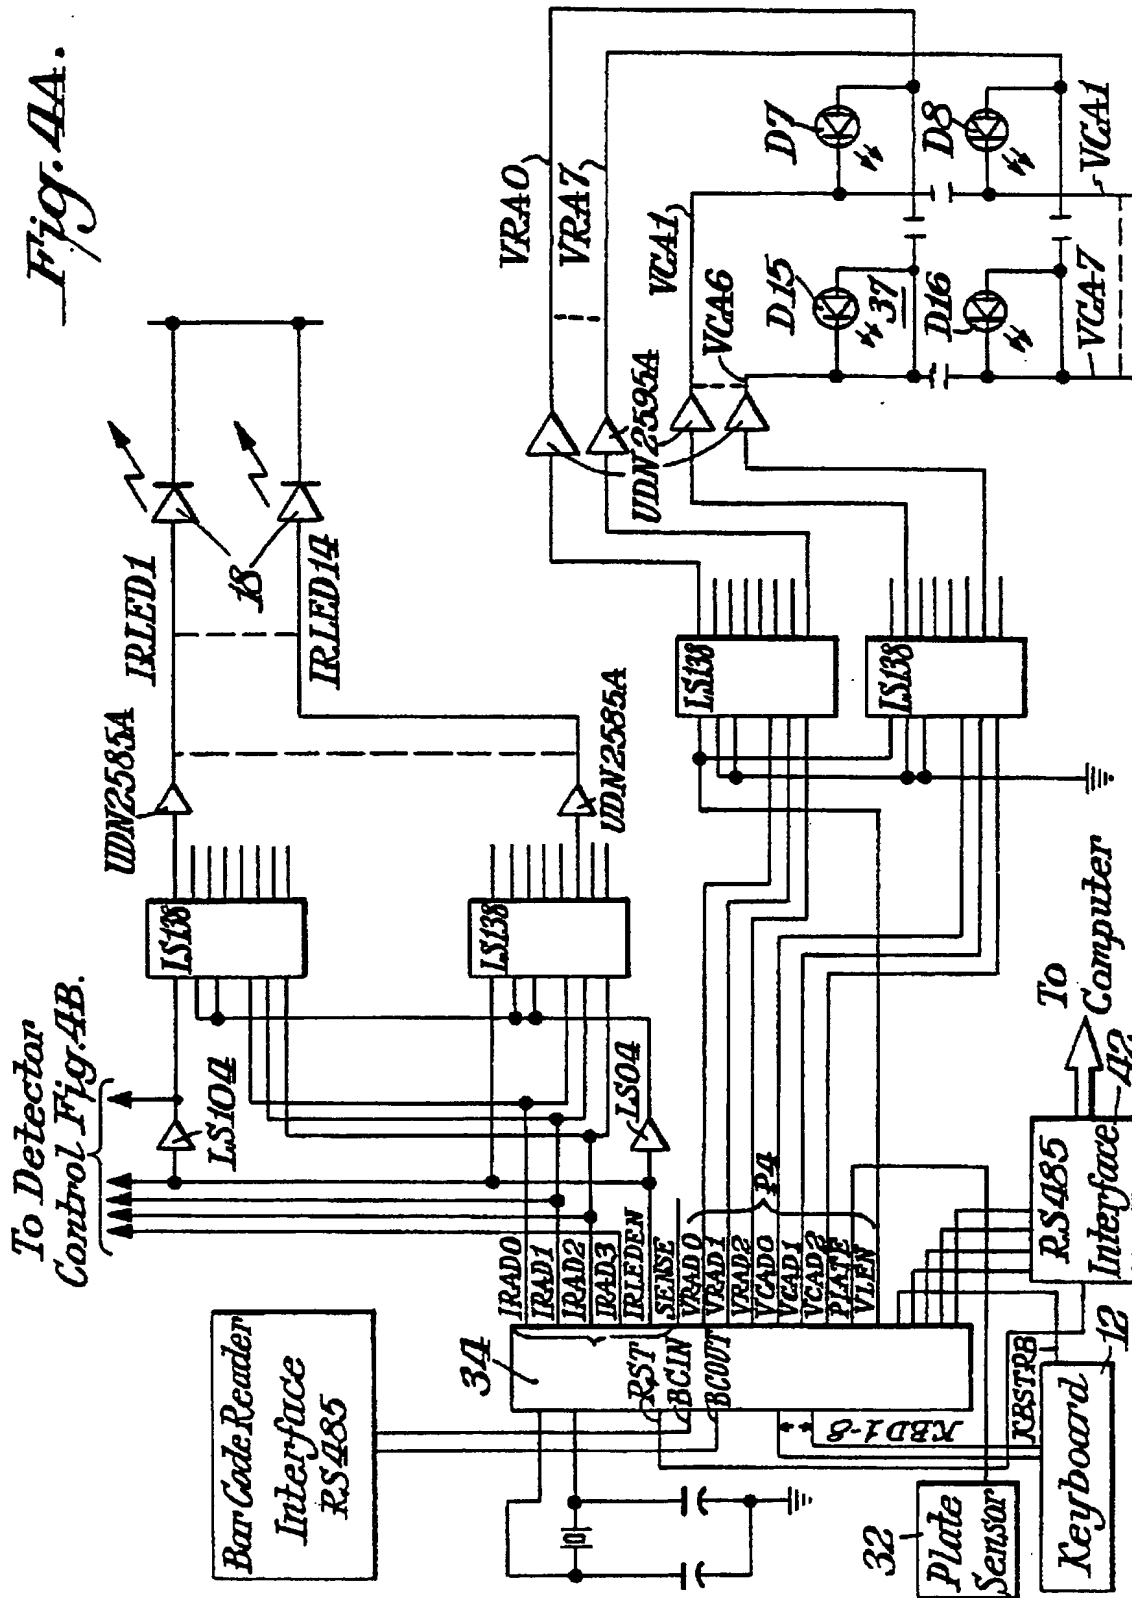 Fig. 4A.
To Detector
Control Fig. 4B.
UDN2585A
IRLED1
18
IRLED14
UDN2585A
LS138
LS138
LS104
LS04
VRA0
VRA7
VCA1
VCA6
UDN2595A
D7
D8
D15
37
D16
VCA1
VCA7
LS138
LS138
Bar Code Reader
Interface
RS485
34
IRAD0
IRAD1
IRAD2
IRAD3
IRLEDEN
SENSE
VRAD0
VRAD1
VRAD2
VCAD0
VCAD1
VCAD2
PLATE
VLEN
P4
RST
BCIN
BCOUT
KBD1-8
KBSTRB
RS485
Interface
42
To
Computer
32
Plate
Sensor
Keyboard
12